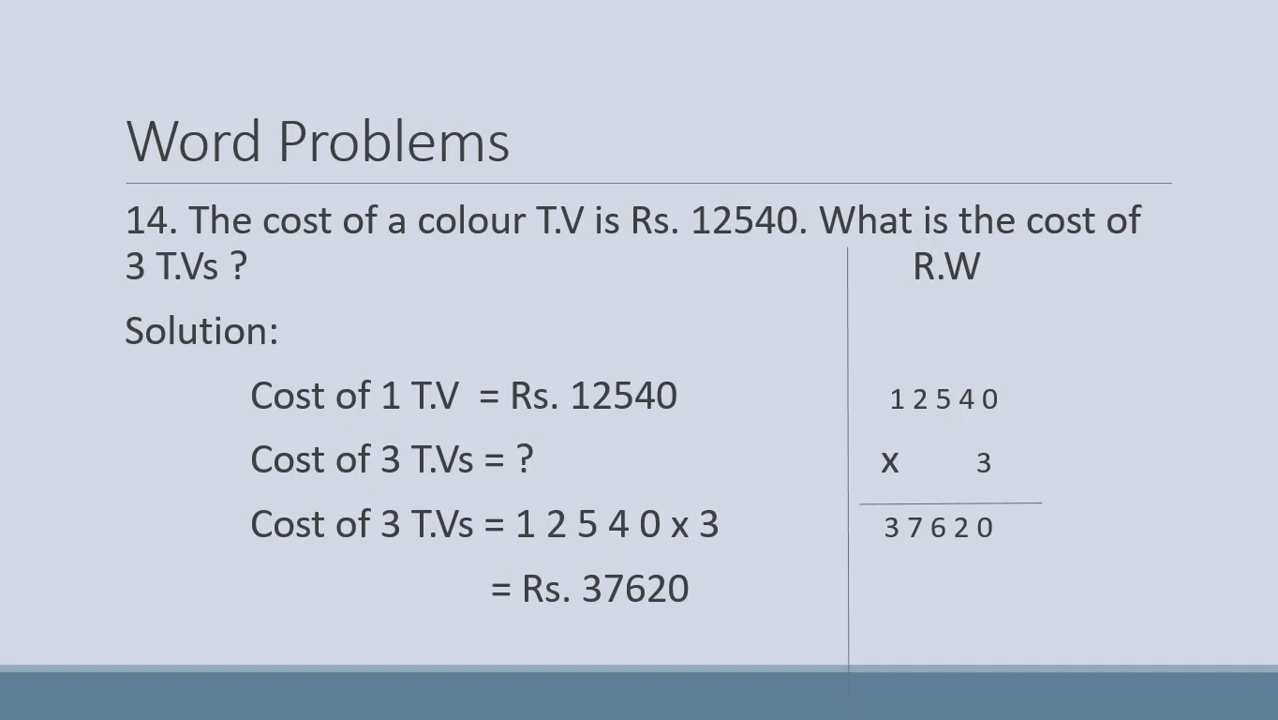 Word Problems
14. The cost of a colour T.V is Rs. 12540. What is the cost of
3 T.Vs ?
R.W
Solution:
Cost of 1 T.V = Rs. 12540
1 2 5 4 0
Cost of 3 T.Vs = ?
x 3
Cost of 3 T.Vs = 1 2 5 4 0 x 3
3 7 6 2 0
= Rs. 37620